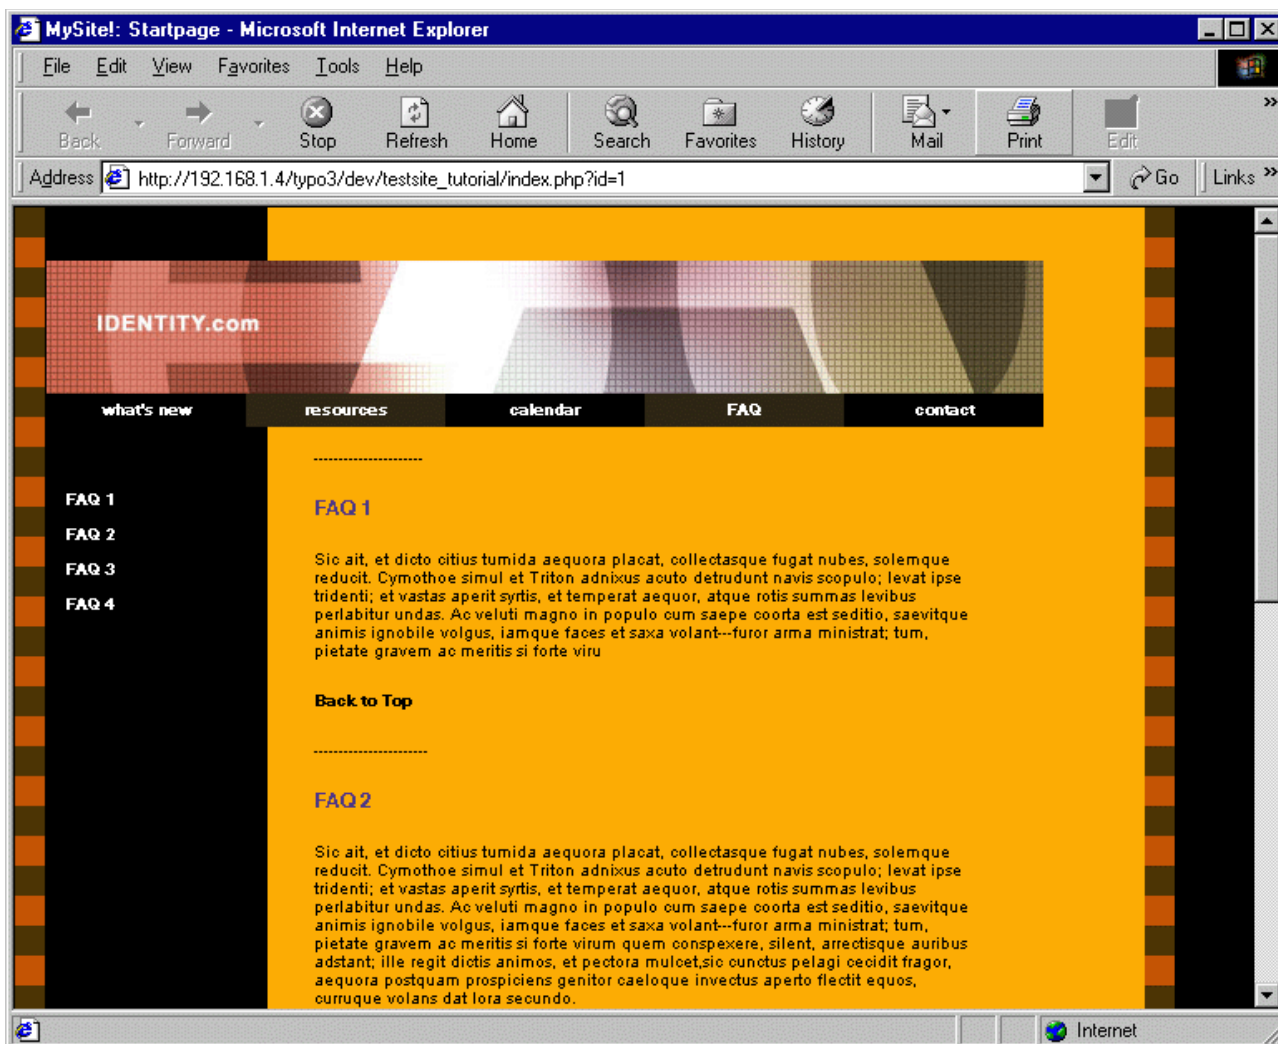 MySite!: Startpage - Microsoft Internet Explorer
File Edit View Favorites Tools Help
Back Forward Stop Refresh Home Search Favorites History Mail Print Edit »
Address http://192.168.1.4/typo3/dev/testsite_tutorial/index.php?id=1 Go Links »
IDENTITY.com
what's new resources calendar FAQ contact
FAQ 1
FAQ 2
FAQ 3
FAQ 4
----------------------
FAQ 1
Sic ait, et dicto citius tumida aequora placat, collectasque fugat nubes, solemque
reducit. Cymothoe simul et Triton adnixus acuto detrudunt navis scopulo; levat ipse
tridenti; et vastas aperit syrtis, et temperat aequor, atque rotis summas levibus
perlabitur undas. Ac veluti magno in populo cum saepe coorta est seditio, saevitque
animis ignobile volgus, iamque faces et saxa volant---furor arma ministrat; tum,
pietate gravem ac meritis si forte viru
Back to Top
-----------------------
FAQ 2
Sic ait, et dicto citius tumida aequora placat, collectasque fugat nubes, solemque
reducit. Cymothoe simul et Triton adnixus acuto detrudunt navis scopulo; levat ipse
tridenti; et vastas aperit syrtis, et temperat aequor, atque rotis summas levibus
perlabitur undas. Ac veluti magno in populo cum saepe coorta est seditio, saevitque
animis ignobile volgus, iamque faces et saxa volant---furor arma ministrat; tum,
pietate gravem ac meritis si forte virum quem conspexere, silent, arrectisque auribus
adstant; ille regit dictis animos, et pectora mulcet,sic cunctus pelagi cecidit fragor,
aequora postquam prospiciens genitor caeloque invectus aperto flectit equos,
curruque volans dat lora secundo.
Internet